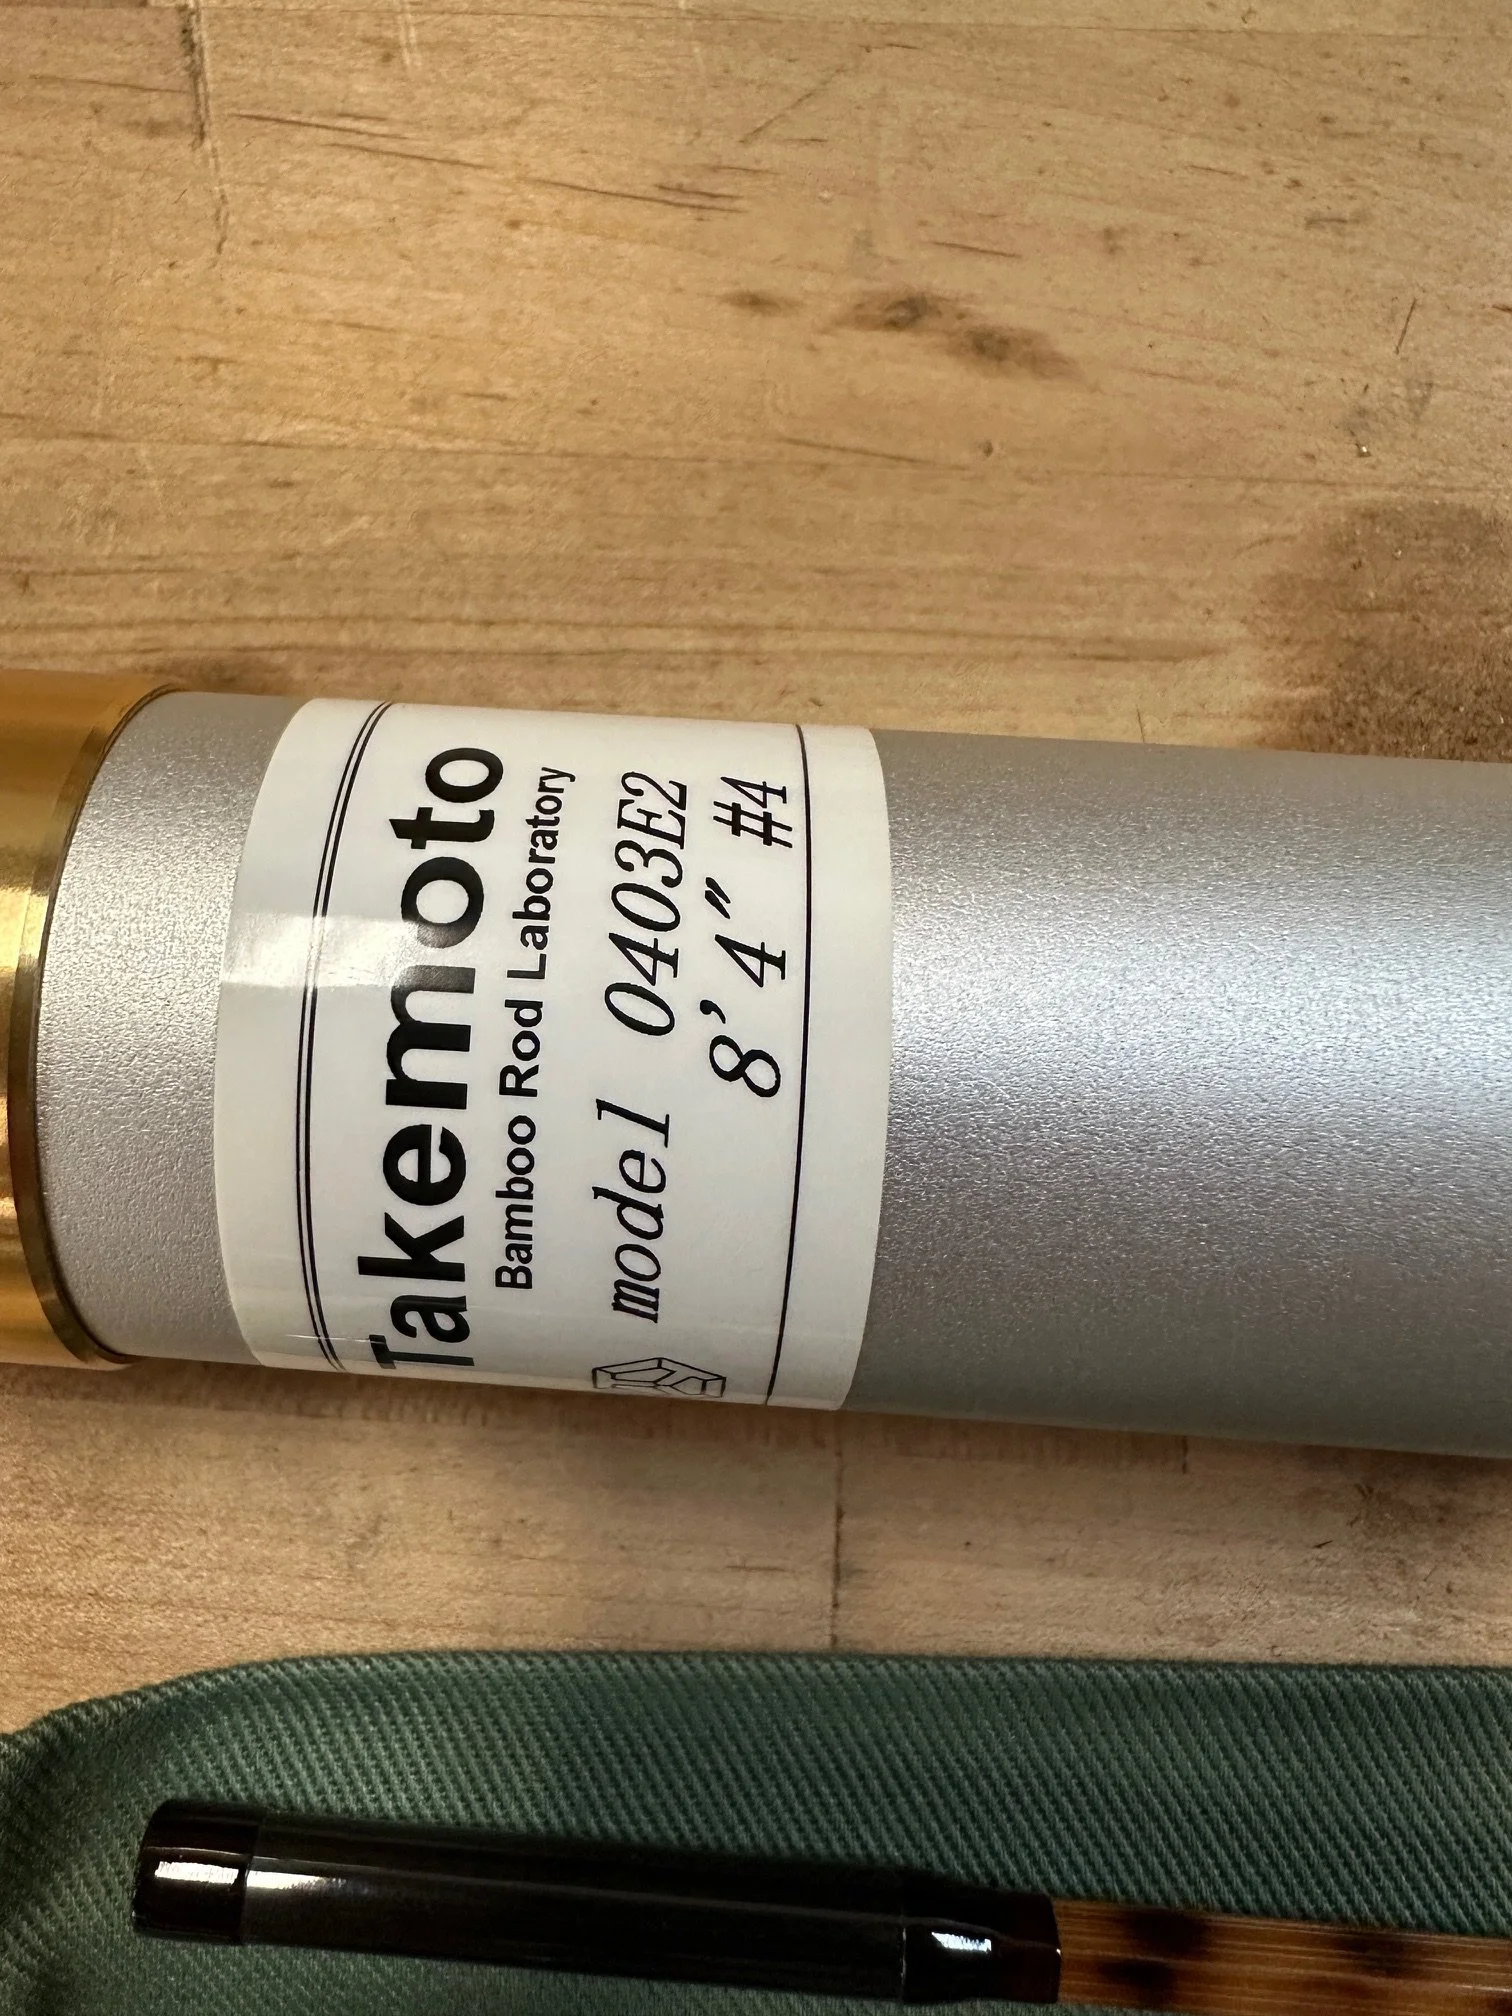 Takemoto
Bamboo Rod Laboratory
model 0403E2
8' 4" #4